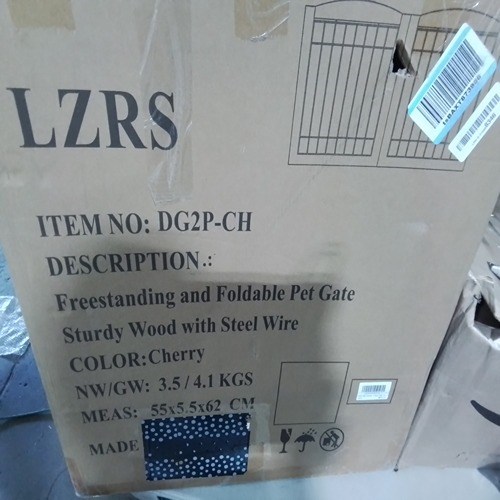 LZRS
ITEM NO: DG2P-CH
DESCRIPTION.:
Freestanding and Foldable Pet Gate
Sturdy Wood with Steel Wire
COLOR:Cherry
NW/GW: 3.5/4.1 KGS
MEAS: 55x5.5x62 CM
MADE